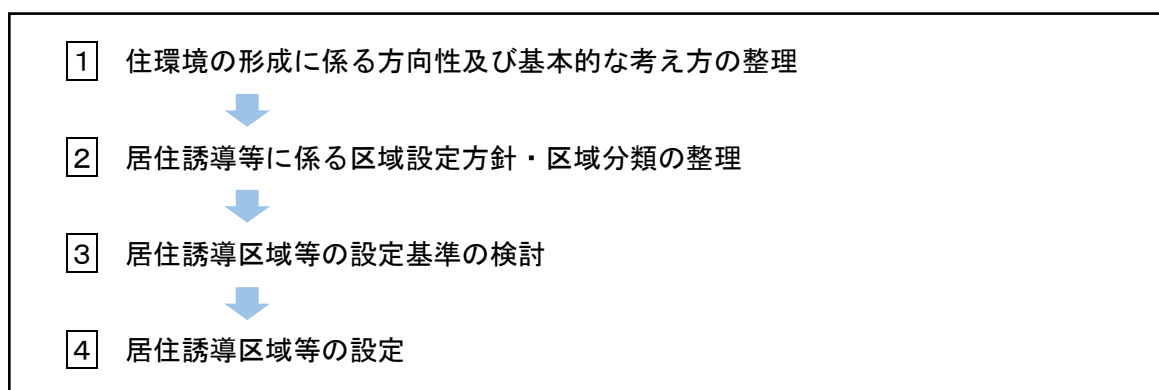 1 住環境の形成に係る方向性及び基本的な考え方の整理
2 居住誘導等に係る区域設定方針・区域分類の整理
3 居住誘導区域等の設定基準の検討
4 居住誘導区域等の設定